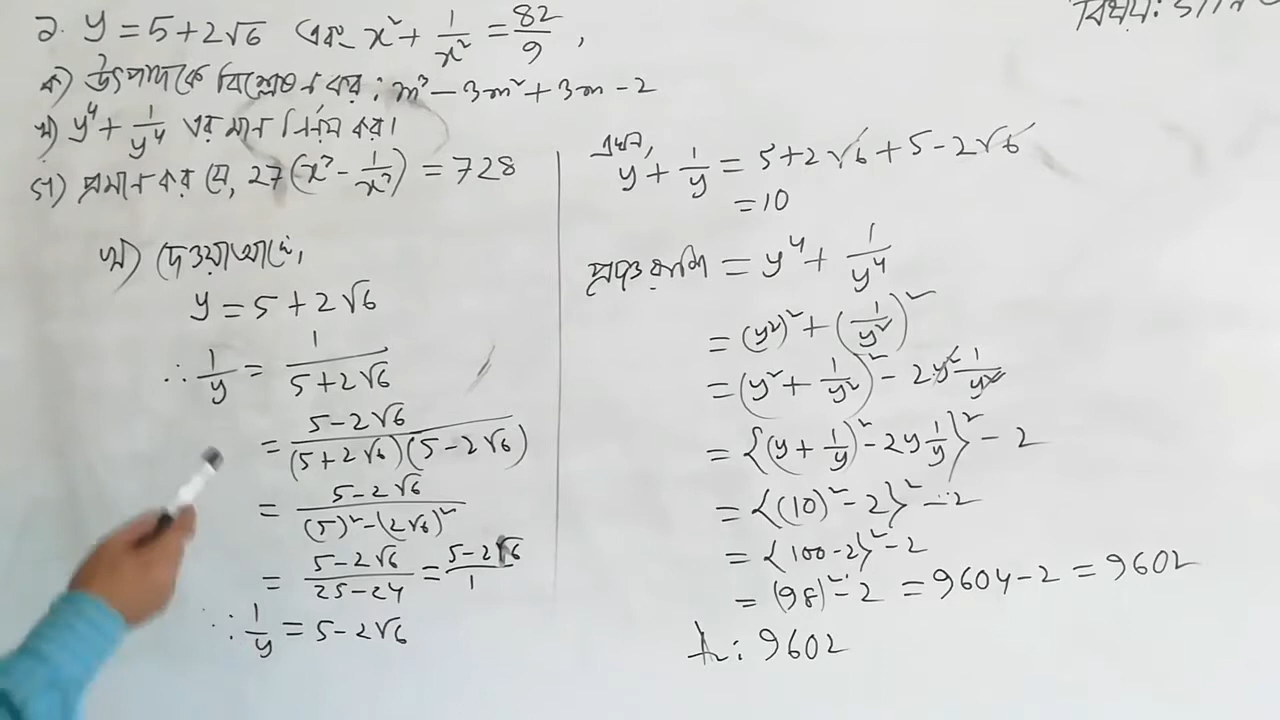 ২. y = 5 + 2√6 এবং x² + 1/x² = 82/9 ,
ক) উৎপাদকে বিশ্লেষণ কর : m³ − 3m² + 3m − 2
খ) y⁴ + 1/y⁴ এর মান নির্নয় কর।
গ) প্রমান কর যে, 27(x³ − 1/x³) = 728
খ) দেওয়া আছে,
y = 5 + 2√6
∴ 1/y = 1/(5 + 2√6)
= (5 − 2√6)/((5 + 2√6)(5 − 2√6))
= (5 − 2√6)/((5)² − (2√6)²)
= (5 − 2√6)/(25 − 24) = (5 − 2√6)/1
∴ 1/y = 5 − 2√6
এখন,
y + 1/y = 5 + 2√6 + 5 − 2√6
= 10
প্রদত্ত রাশি = y⁴ + 1/y⁴
= (y²)² + (1/y²)²
= (y² + 1/y²)² − 2·y² 1/y²
= {(y + 1/y)² − 2y 1/y}² − 2
= {(10)² − 2}² − 2
= {100 − 2}² − 2
= (98)² − 2 = 9604 − 2 = 9602
: 9602